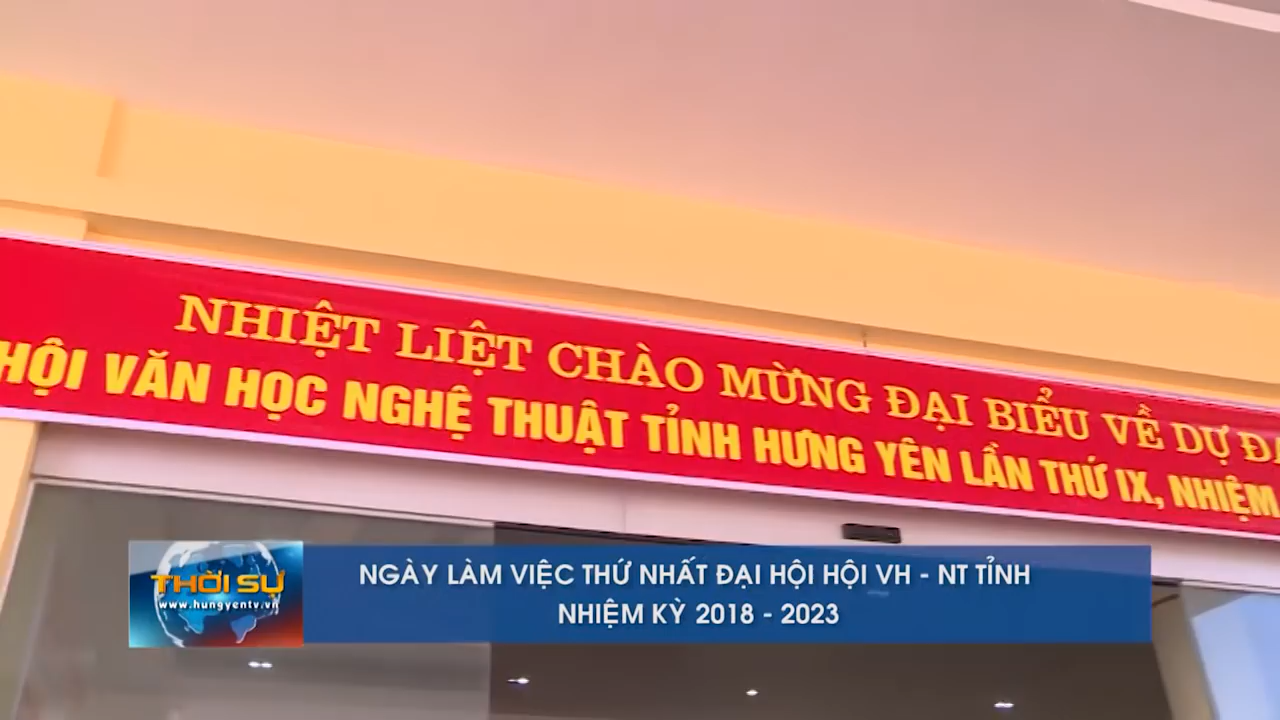 NHIỆT LIỆT CHÀO MỪNG ĐẠI BIỂU VỀ DỰ ĐẠ
HỘI VĂN HỌC NGHỆ THUẬT TỈNH HƯNG YÊN LẦN THỨ IX, NHIỆM
THỜI SỰ
www.hungyentv.vn
NGÀY LÀM VIỆC THỨ NHẤT ĐẠI HỘI HỘI VH - NT TỈNH
NHIỆM KỲ 2018 - 2023